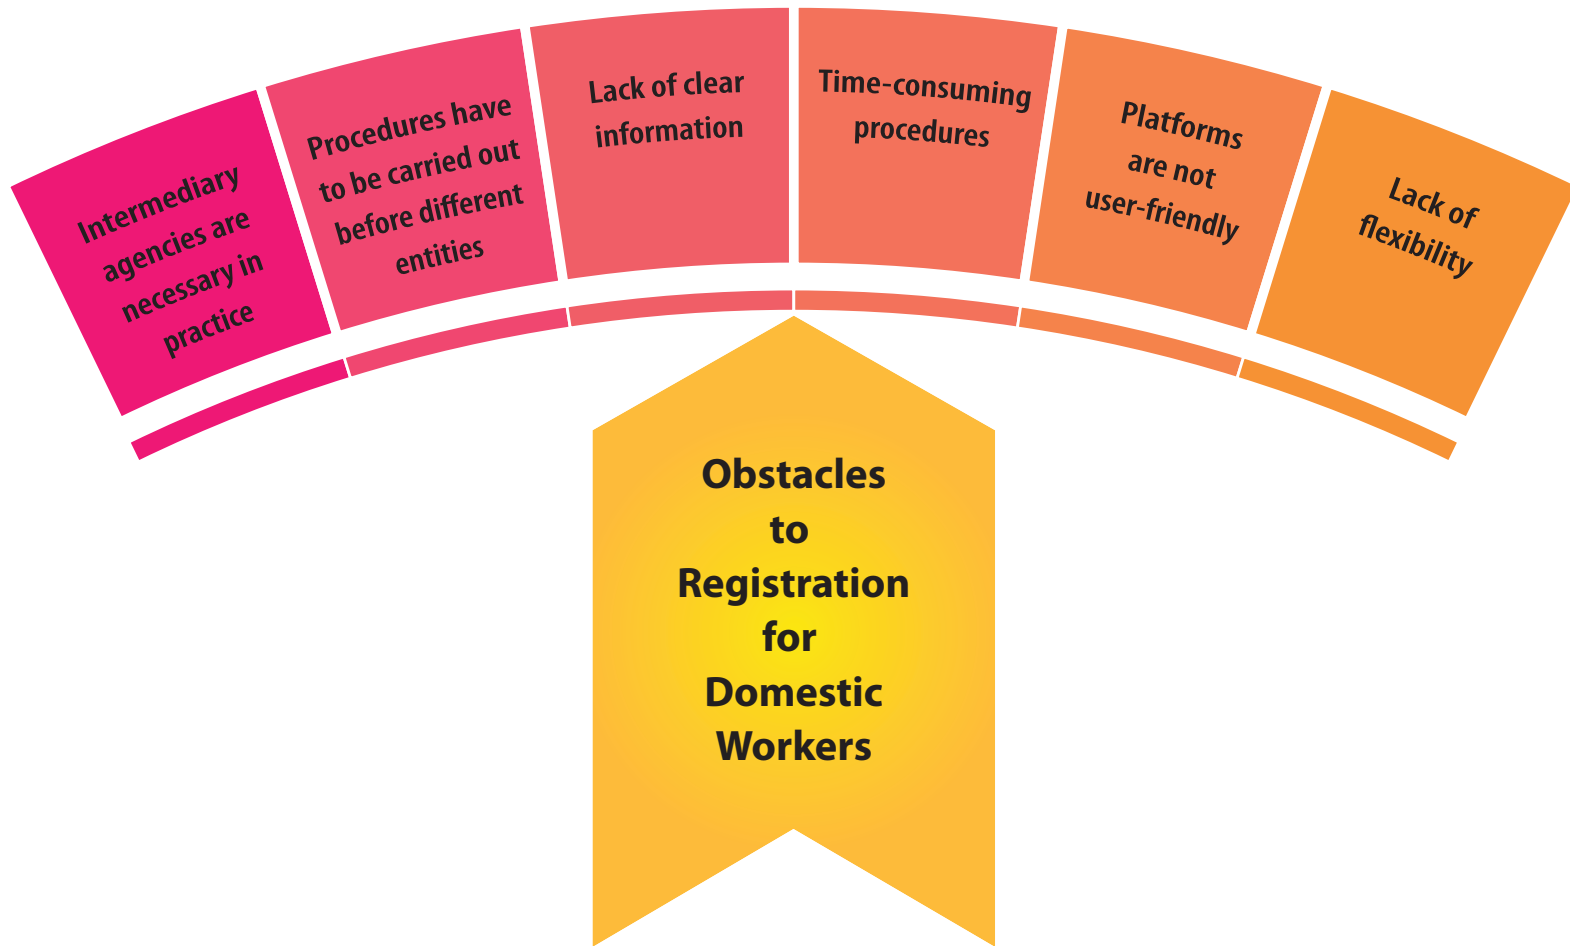 Intermediary
agencies are
necessary in
practice
Procedures have
to be carried out
before different
entities
Lack of clear
information
Time-consuming
procedures
Platforms
are not
user-friendly
Lack of
flexibility
Obstacles
to
Registration
for
Domestic
Workers